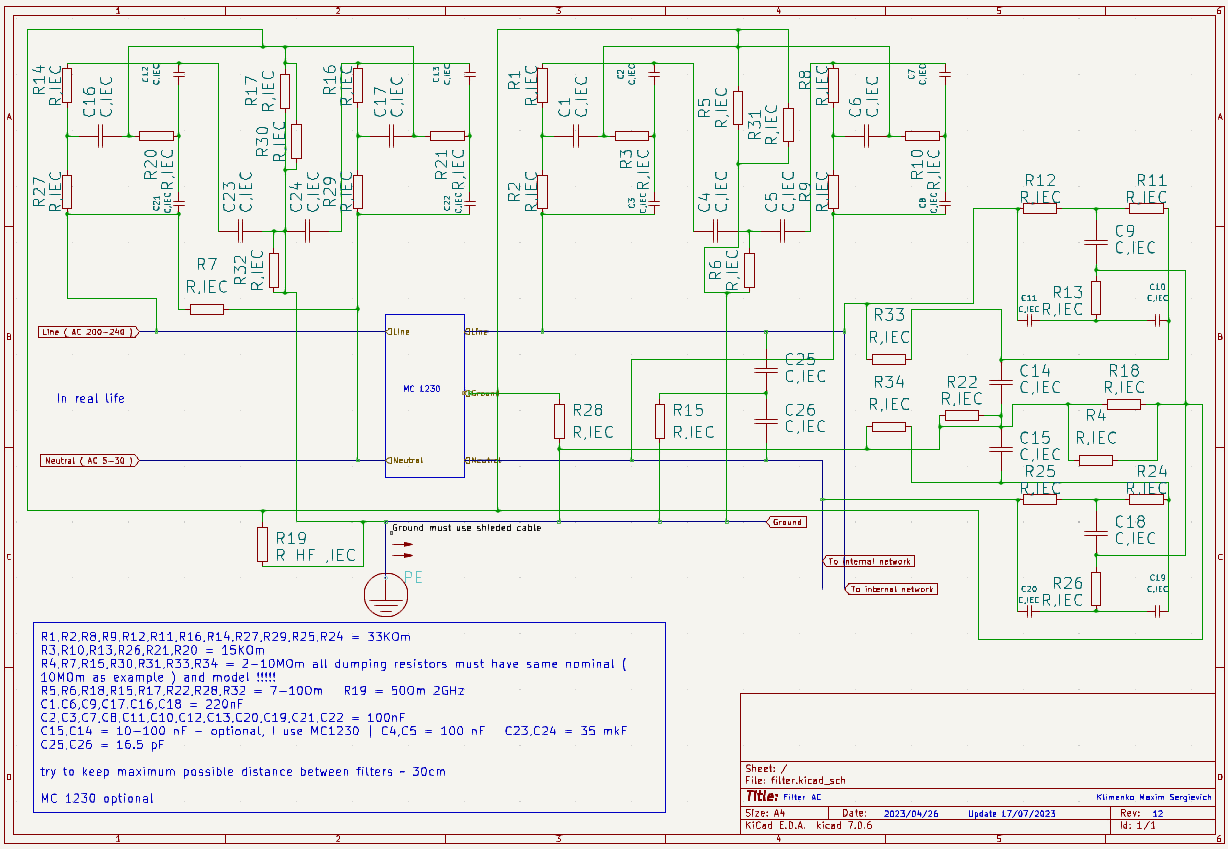 1 2 3 4 5 6
A
B
C
D
R14
R,IEC
C16
C,IEC
C12
C,IEC
R20
R,IEC
R27
R,IEC
C21
C,IEC
R17
R,IEC
R30
R,IEC
C23
C,IEC
C24
C,IEC
R32
R,IEC
R7
R,IEC
R16
R,IEC
C17
C,IEC
C13
C,IEC
R21
R,IEC
R29
R,IEC
C22
C,IEC
R1
R,IEC
C1
C,IEC
C2
C,IEC
R3
R,IEC
R2
R,IEC
C3
C,IEC
R5
R,IEC
R31
R,IEC
C4
C,IEC
C5
C,IEC
R6
R,IEC
R8
R,IEC
C6
C,IEC
C7
C,IEC
R10
R,IEC
R9
R,IEC
C8
C,IEC
R12
R,IEC
R11
R,IEC
C9
C,IEC
R13
R,IEC
C11
C,IEC
C10
C,IEC
Line ( AC 200-240 )
Line
Line
MC 1230
Ground
In real life
Neutral ( AC 5-30 )
Neutral
Neutral
R28
R,IEC
R15
R,IEC
C25
C,IEC
C26
C,IEC
R33
R,IEC
R34
R,IEC
R22
R,IEC
C14
C,IEC
R18
R,IEC
R4
R,IEC
C15
C,IEC
R25
R,IEC
R24
R,IEC
C18
C,IEC
R26
R,IEC
C20
C,IEC
C19
C,IEC
Ground must use shleded cable
Ground
R19
R HF ,IEC
PE
To internal network
To internal network
R1,R2,R8,R9,R12,R11,R16,R14,R27,R29,R25,R24 = 33KOm
R3,R10,R13,R26,R21,R20 = 15KOm
R4,R7,R15,R30,R31,R33,R34 = 2-10MOm all dumping resistors must have same nominal (
10MOm as example ) and model !!!!!
R5,R6,R18,R15,R17,R22,R28,R32 = 7-10Om R19 = 50Om 2GHz
C1.C6,C9,C17.C16,C18 = 220nF
C2,C3,C7,C8,C11,C10,C12,C13,C20,C19,C21,C22 = 100nF
C15,C14 = 10-100 nF - optional, I use MC1230 | C4,C5 = 100 nF C23,C24 = 35 mkF
C25,C26 = 16.5 pF
try to keep maximum possible distance between filters - 30cm
MC 1230 optional
Sheet: /
File: filter.kicad_sch
Title: Filter AC Klimenko Maxim Sergievich
Size: A4 Date: 2023/04/26 Update 17/07/2023 Rev: 12
KiCad E.D.A. kicad 7.0.6 Id: 1/1
1 2 3 4 5 6
A
B
C
D